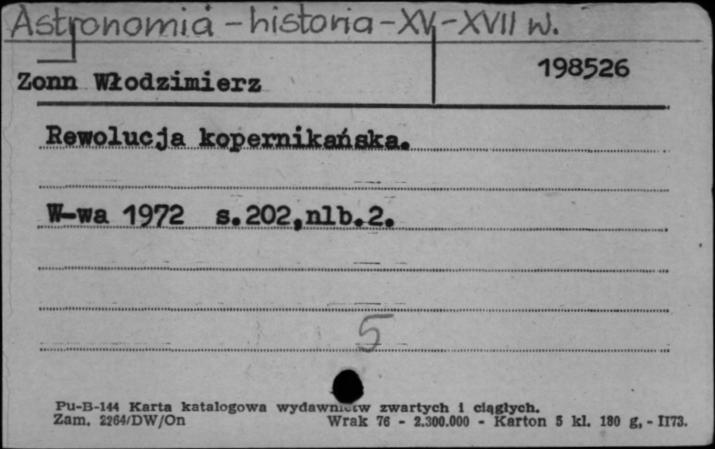 Astronomia - historia - XV - XVII w.
198526
Zonn Włodzimierz
Rewolucja kopernikańska.
W-wa 1972 s.202,nlb.2.
5
Pu-B-144 Karta katalogowa wydawnictw zwartych i ciągłych.
Zam. 2264/DW/On Wrak 76 - 2.300.000 - Karton 5 kl. 180 g, - II73.